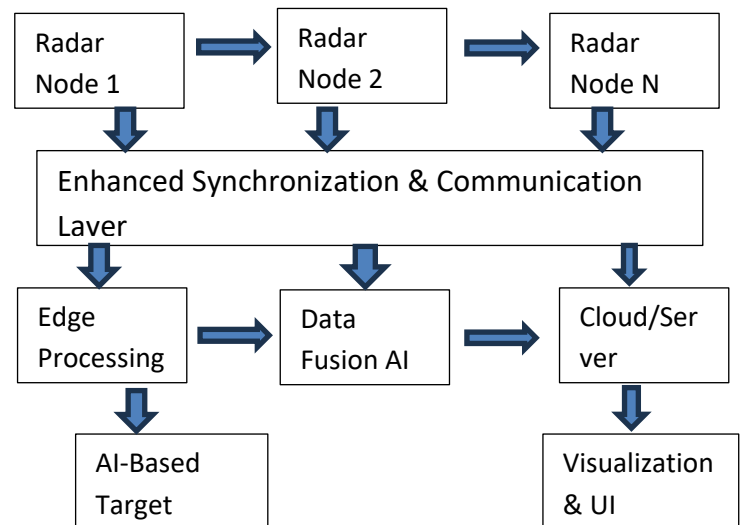 Radar
Node 1
Radar
Node 2
Radar
Node N
Enhanced Synchronization & Communication
Layer
Edge
Processing
Data
Fusion AI
Cloud/Ser
ver
AI-Based
Target
Visualization
& UI